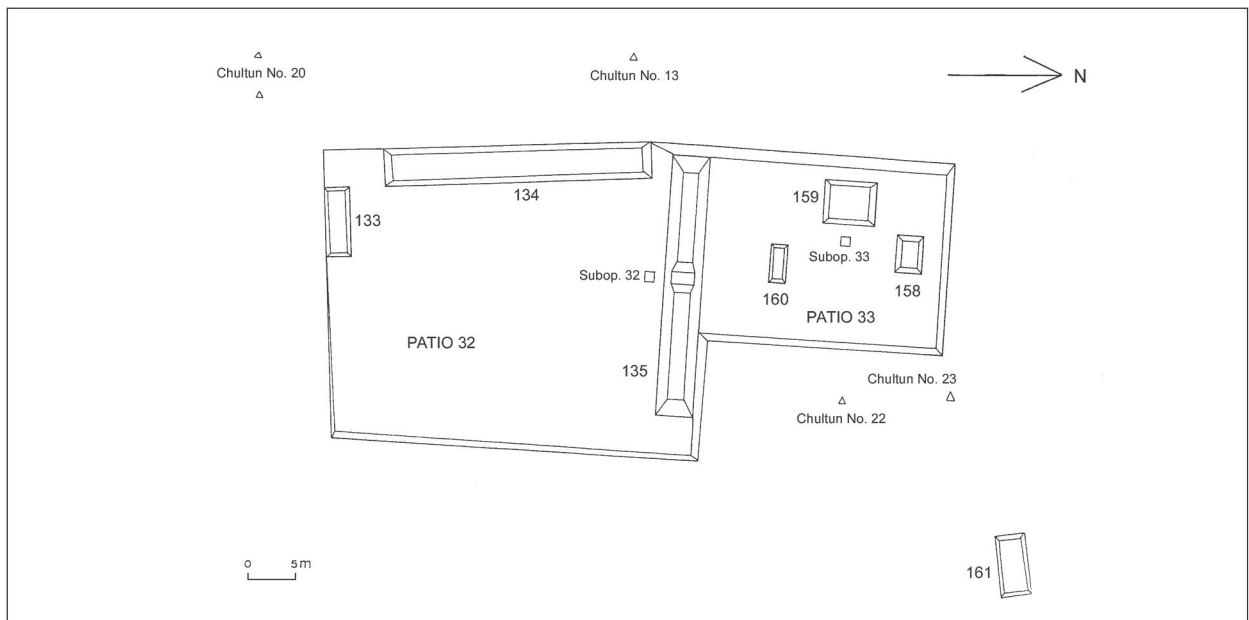 Chultun No. 20
Chultun No. 13
N
134
133
159
Subop. 33
Subop. 32
160
158
PATIO 33
PATIO 32
135
Chultun No. 23
Chultun No. 22
0 5m
161